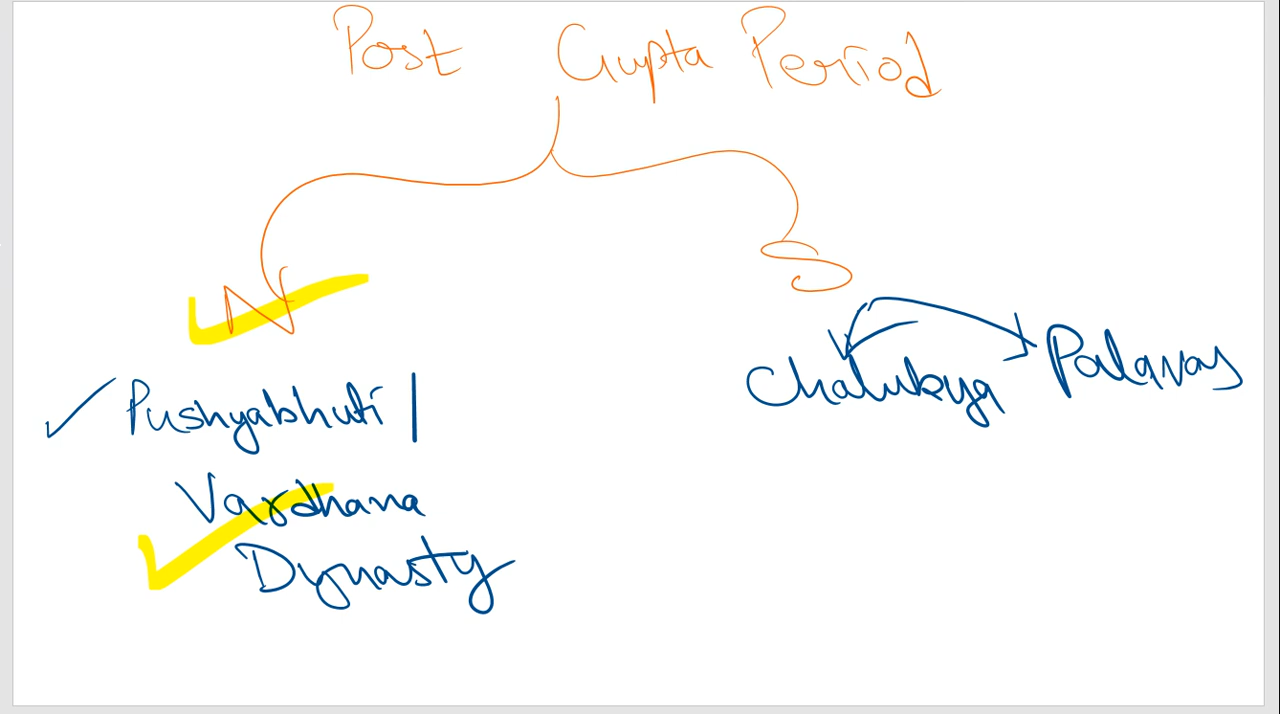 Post Gupta Period
N
S
Chalukya
Palavas
Pushyabhuti |
Vardhana
Dynasty